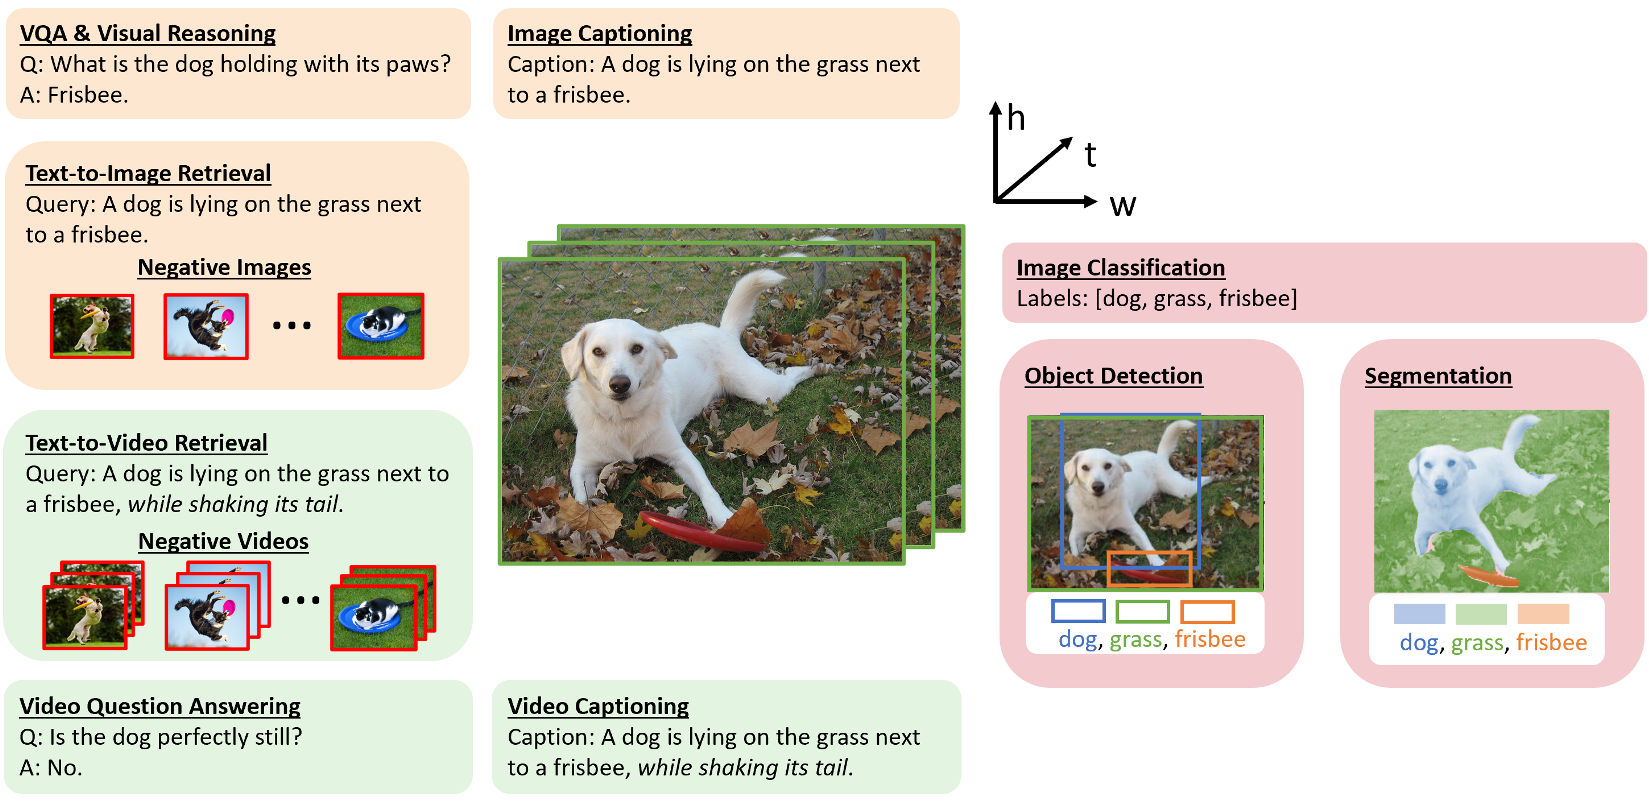 VQA & Visual Reasoning
Q: What is the dog holding with its paws?
A: Frisbee.
Image Captioning
Caption: A dog is lying on the grass next
to a frisbee.
Text-to-Image Retrieval
Query: A dog is lying on the grass next
to a frisbee.
Negative Images
...
Text-to-Video Retrieval
Query: A dog is lying on the grass next to
a frisbee, while shaking its tail.
Negative Videos
...
Video Question Answering
Q: Is the dog perfectly still?
A: No.
Video Captioning
Caption: A dog is lying on the grass next
to a frisbee, while shaking its tail.
h
t
w
Image Classification
Labels: [dog, grass, frisbee]
Object Detection
dog, grass, frisbee
Segmentation
dog, grass, frisbee